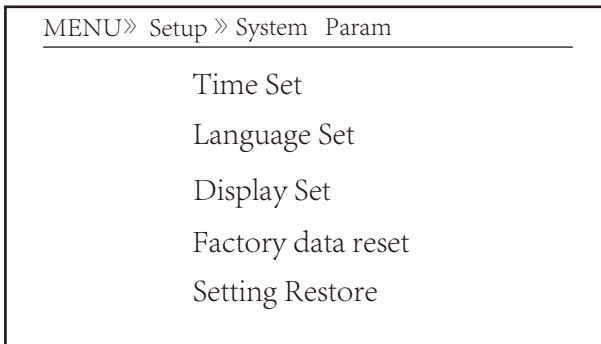 MENU» Setup » System Param
Time Set
Language Set
Display Set
Factory data reset
Setting Restore